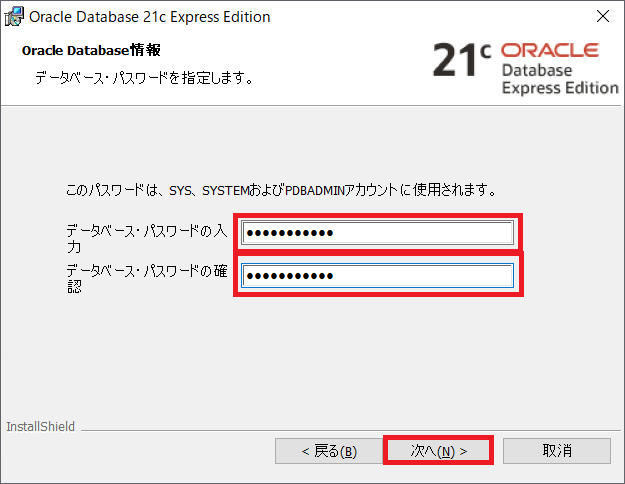 Oracle Database 21c Express Edition
Oracle Database情報
データベース・パスワードを指定します。
21c ORACLE
Database
Express Edition
このパスワードは、SYS、SYSTEMおよびPDBADMINアカウントに使用されます。
データベース・パスワードの入
力
●●●●●●●●●●●
データベース・パスワードの確
認
●●●●●●●●●●●
InstallShield
< 戻る(B)
次へ(N) >
取消